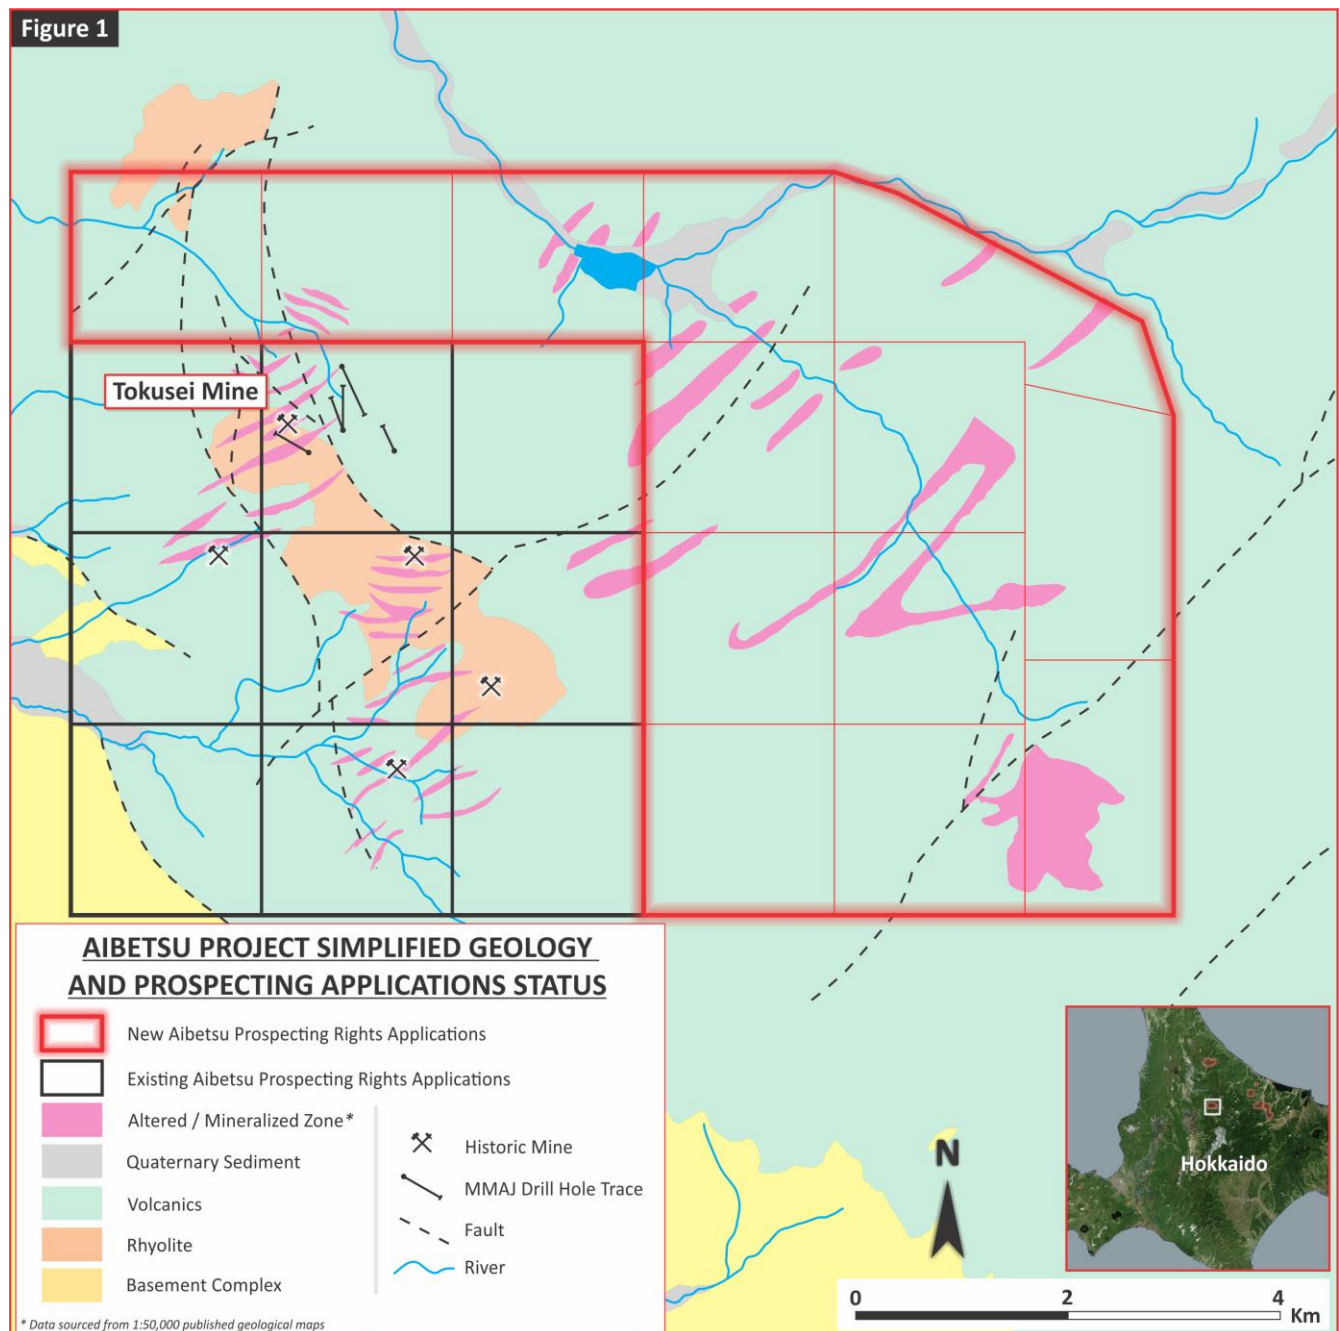 Figure 1
Tokusei Mine
AIBETSU PROJECT SIMPLIFIED GEOLOGY
AND PROSPECTING APPLICATIONS STATUS
New Aibetsu Prospecting Rights Applications
Existing Aibetsu Prospecting Rights Applications
Altered / Mineralized Zone*
Quaternary Sediment
Volcanics
Rhyolite
Basement Complex
Historic Mine
MMAJ Drill Hole Trace
Fault
River
* Data sourced from 1:50,000 published geological maps
N
Hokkaido
0 2 4
Km